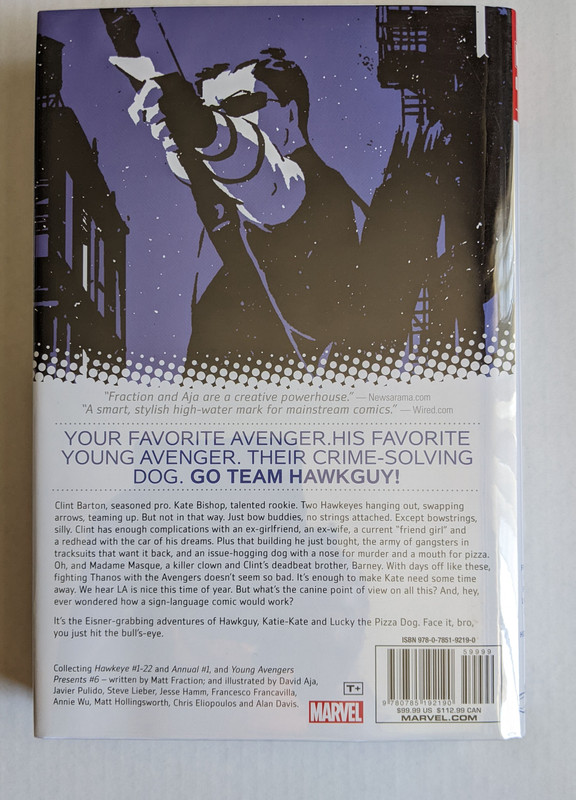 "Fraction and Aja are a creative powerhouse." — Newsarama.com
"A smart, stylish high-water mark for mainstream comics." — Wired.com
YOUR FAVORITE AVENGER.HIS FAVORITE
YOUNG AVENGER. THEIR CRIME-SOLVING
DOG. GO TEAM HAWKGUY!
Clint Barton, seasoned pro. Kate Bishop, talented rookie. Two Hawkeyes hanging out, swapping
arrows, teaming up. But not in that way. Just bow buddies, no strings attached. Except bowstrings,
silly. Clint has enough complications with an ex-girlfriend, an ex-wife, a current "friend girl" and
a redhead with the car of his dreams. Plus that building he just bought, the army of gangsters in
tracksuits that want it back, and an issue-hogging dog with a nose for murder and a mouth for pizza.
Oh, and Madame Masque, a killer clown and Clint's deadbeat brother, Barney. With days off like these,
fighting Thanos with the Avengers doesn't seem so bad. It's enough to make Kate need some time
away. We hear LA is nice this time of year. But what's the canine point of view on all this? And, hey,
ever wondered how a sign-language comic would work?
It's the Eisner-grabbing adventures of Hawkguy, Katie-Kate and Lucky the Pizza Dog. Face it, bro,
you just hit the bull's-eye.
ISBN 978-0-7851-9219-0
59999
Collecting Hawkeye #1-22 and Annual #1, and Young Avengers
Presents #6 – written by Matt Fraction; and illustrated by David Aja,
Javier Pulido, Steve Lieber, Jesse Hamm, Francesco Francavilla,
Annie Wu, Matt Hollingsworth, Chris Eliopoulos and Alan Davis.
T+
MARVEL
9 780785 192190
$99.99 US $112.99 CAN
MARVEL.COM